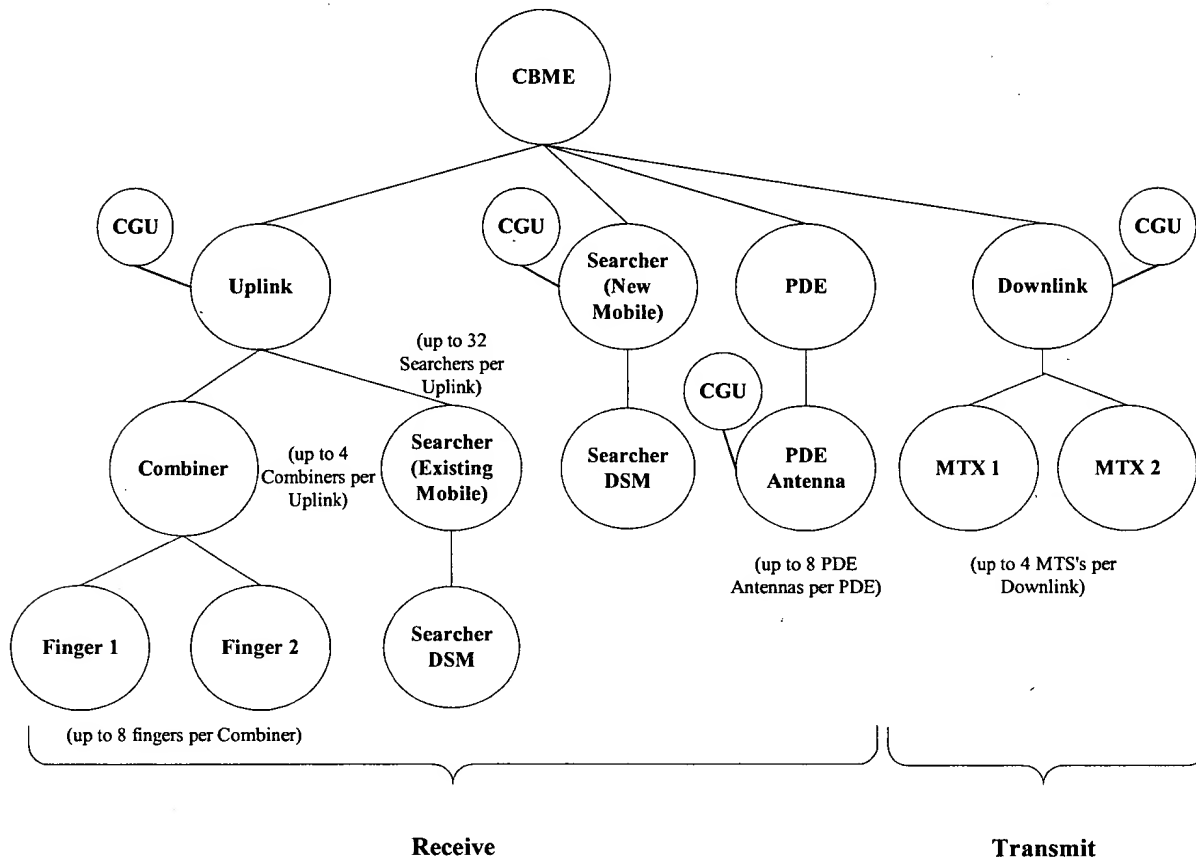 CBME
CGU
CGU
CGU
Uplink
Searcher
(New
Mobile)
PDE
Downlink
(up to 32
Searchers per
Uplink)
CGU
Combiner
(up to 4
Combiners per
Uplink)
Searcher
(Existing
Mobile)
Searcher
DSM
PDE
Antenna
MTX 1
MTX 2
(up to 8 PDE
Antennas per PDE)
(up to 4 MTS's per
Downlink)
Finger 1
Finger 2
Searcher
DSM
(up to 8 fingers per Combiner)
Receive
Transmit